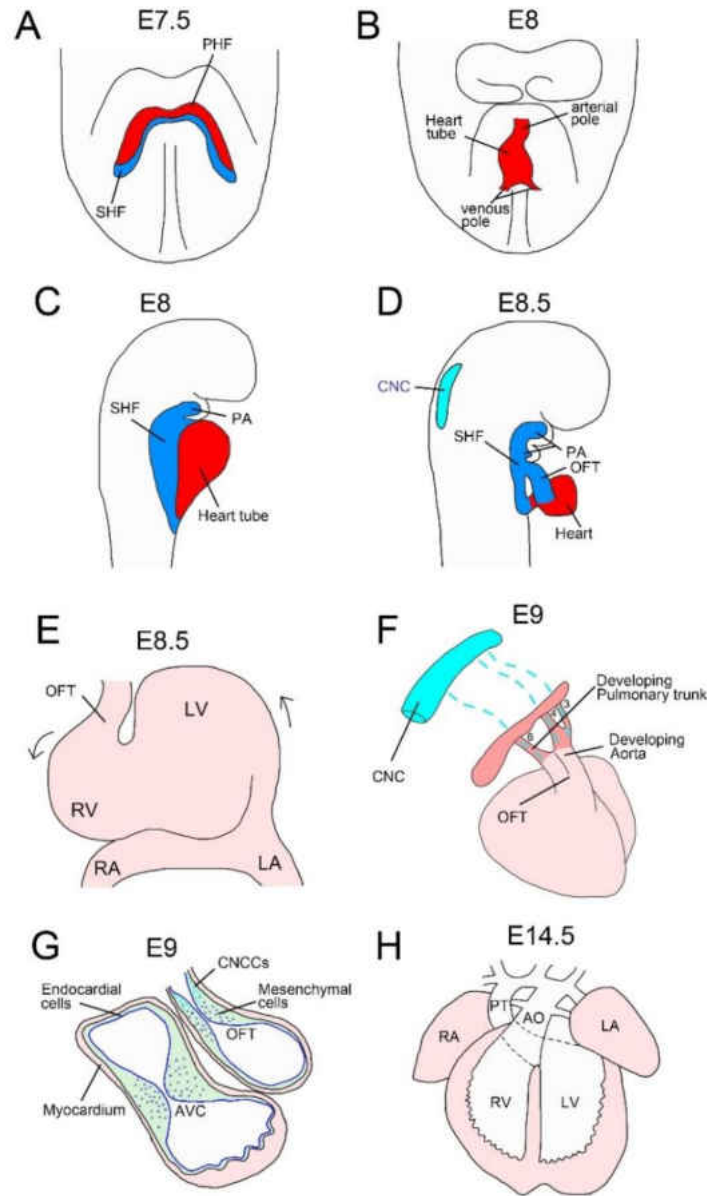 A
E7.5
PHF
SHF
B
E8
Heart
tube
arterial
pole
venous
pole
C
E8
SHF
PA
Heart tube
D
E8.5
CNC
SHF
PA
OFT
Heart
E
E8.5
OFT
LV
RV
RA
LA
F
E9
Developing
Pulmonary trunk
Developing
Aorta
CNC
OFT
G
E9
CNCCs
Endocardial
cells
Mesenchymal
cells
OFT
Myocardium
AVC
H
E14.5
PT
AO
RA
LA
RV
LV